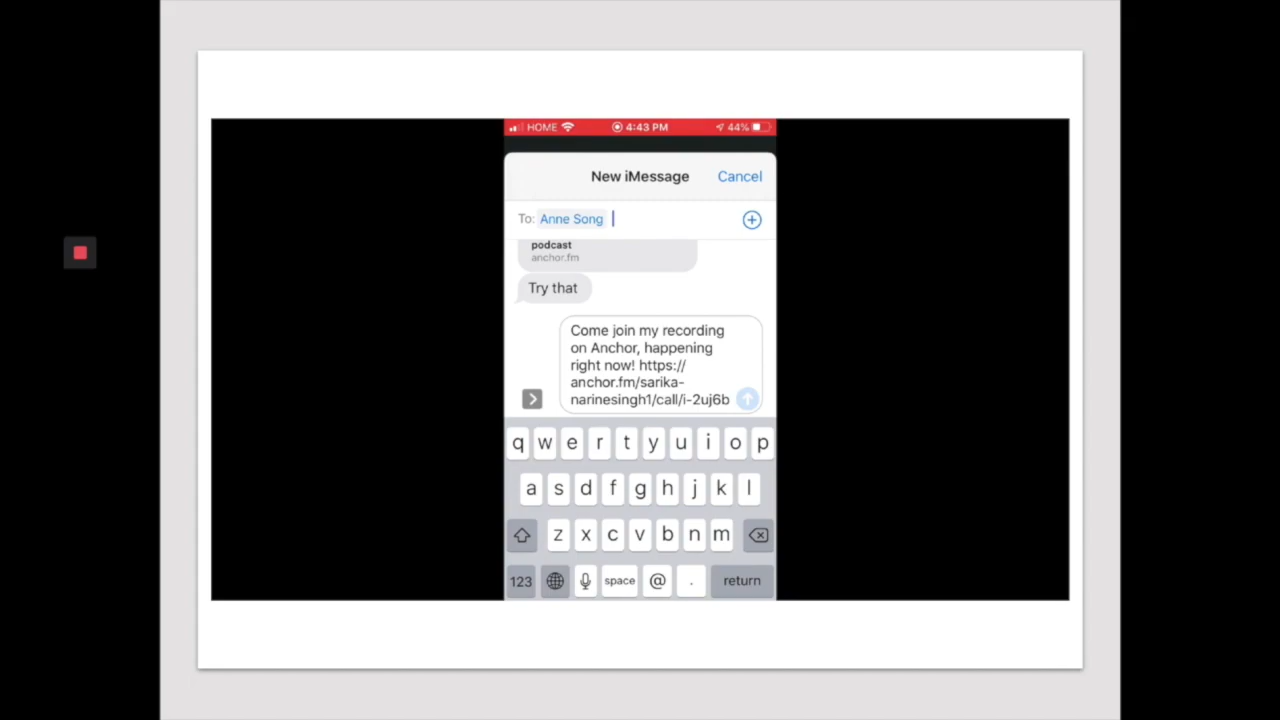 HOME 4:43 PM 44%
New iMessage Cancel
To: Anne Song
podcast
anchor.fm
Try that
Come join my recording
on Anchor, happening
right now! https://
anchor.fm/sarika-
narinesingh1/call/i-2uj6b
q w e r t y u i o p
a s d f g h j k l
z x c v b n m
123 space @ . return